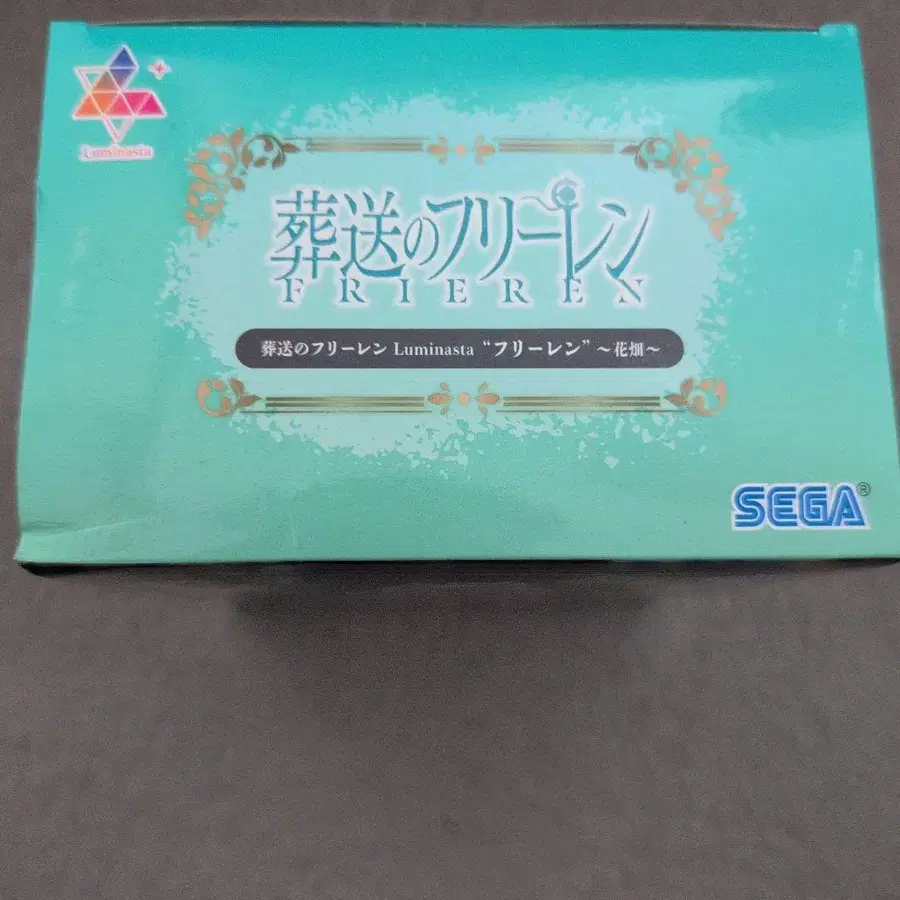 Luminasta
葬送のフリーレン
FRIEREN
葬送のフリーレン Luminasta “フリーレン” ～花畑～
SEGA®